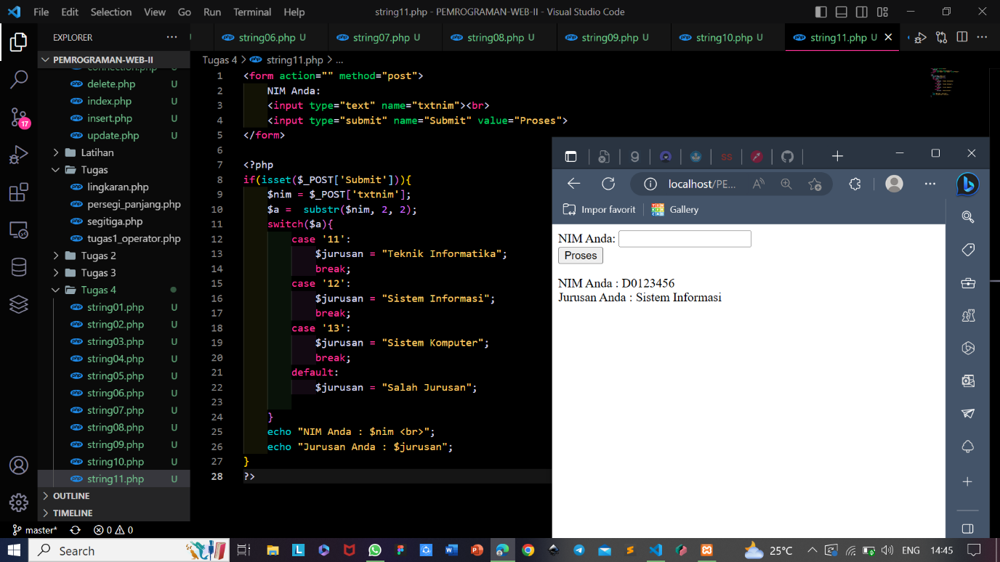 File Edit Selection View Go Run Terminal Help string11.php - PEMROGRAMAN-WEB-II - Visual Studio Code
EXPLORER ...
string06.php U string07.php U string08.php U string09.php U string10.php U string11.php U
PEMROGRAMAN-WEB-II
connection.php U
delete.php U
index.php U
insert.php U
update.php U
Latihan
Tugas
lingkaran.php
persegi_panjang.php
segitiga.php
tugas1_operator.php
Tugas 2
Tugas 3
Tugas 4
string01.php U
string02.php U
string03.php U
string04.php U
string05.php U
string06.php U
string07.php U
string08.php U
string09.php U
string10.php U
string11.php U
OUTLINE
TIMELINE
17
Tugas 4 > string11.php > ...
1 <form action="" method="post">
2 NIM Anda:
3 <input type="text" name="txtnim"><br>
4 <input type="submit" name="Submit" value="Proses">
5 </form>
6
7 <?php
8 if(isset($_POST['Submit'])){
9 $nim = $_POST['txtnim'];
10 $a =  substr($nim, 2, 2);
11 switch($a){
12 case '11':
13 $jurusan = "Teknik Informatika";
14 break;
15 case '12':
16 $jurusan = "Sistem Informasi";
17 break;
18 case '13':
19 $jurusan = "Sistem Komputer";
20 break;
21 default:
22 $jurusan = "Salah Jurusan";
23
24 }
25 echo "NIM Anda : $nim <br>";
26 echo "Jurusan Anda : $jurusan";
27 }
28 ?>
SS
localhost/PE...
Impor favorit Gallery
NIM Anda:
Proses
NIM Anda : D0123456
Jurusan Anda : Sistem Informasi
master* 0 0
Search
25°C ENG 14:45